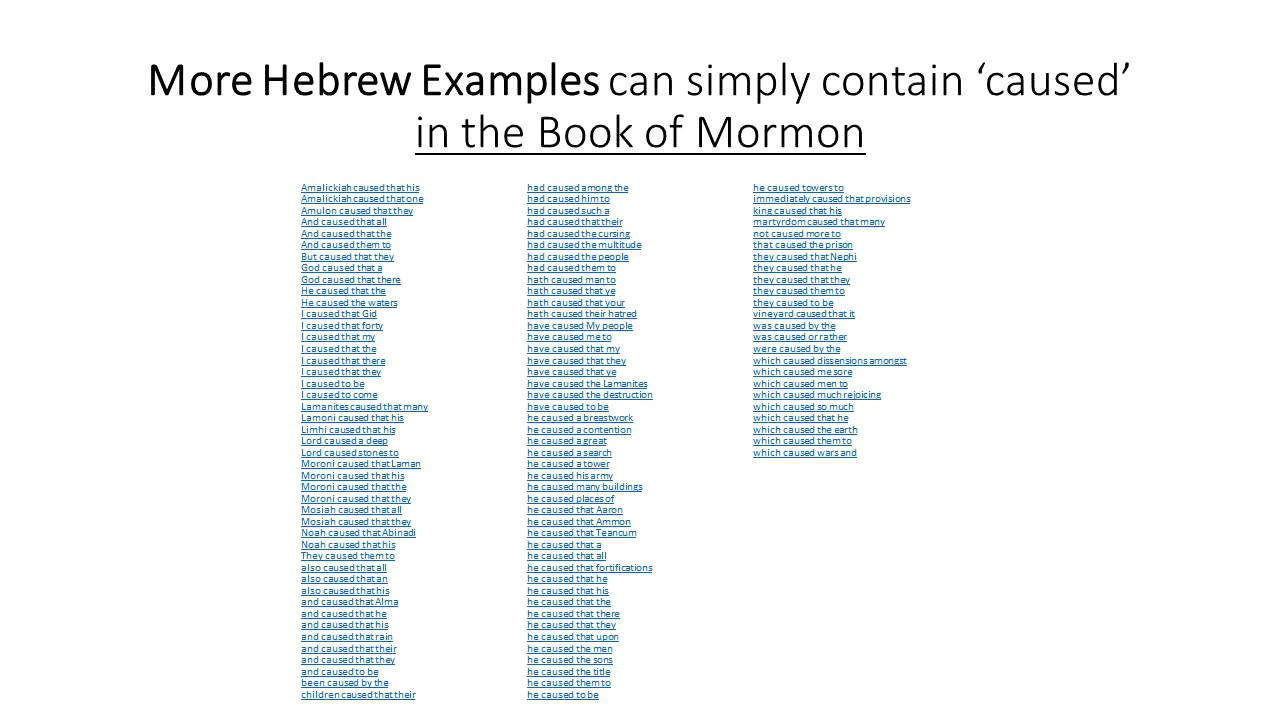 More Hebrew Examples can simply contain ‘caused’
in the Book of Mormon
Amalickiah caused that his
Amalickiah caused that one
Amulon caused that they
And caused that all
And caused that the
And caused them to
But caused that they
God caused that a
God caused that there
He caused that the
He caused the waters
I caused that Gid
I caused that forty
I caused that my
I caused that the
I caused that there
I caused that they
I caused to be
I caused to come
Lamanites caused that many
Lamoni caused that his
Limhi caused that his
Lord caused a deep
Lord caused stones to
Moroni caused that Laman
Moroni caused that his
Moroni caused that the
Moroni caused that they
Mosiah caused that all
Mosiah caused that they
Noah caused that Abinadi
Noah caused that his
They caused them to
also caused that all
also caused that an
also caused that his
and caused that Alma
and caused that he
and caused that his
and caused that rain
and caused that their
and caused that they
and caused to be
been caused by the
children caused that their
had caused among the
had caused him to
had caused such a
had caused that their
had caused the cursing
had caused the multitude
had caused the people
had caused them to
hath caused man to
hath caused that ye
hath caused that your
hath caused their hatred
have caused My people
have caused me to
have caused that my
have caused that they
have caused that ye
have caused the Lamanites
have caused the destruction
have caused to be
he caused a breastwork
he caused a contention
he caused a great
he caused a search
he caused a tower
he caused his army
he caused many buildings
he caused places of
he caused that Aaron
he caused that Ammon
he caused that Teancum
he caused that a
he caused that all
he caused that fortifications
he caused that he
he caused that his
he caused that the
he caused that there
he caused that they
he caused that upon
he caused the men
he caused the sons
he caused the title
he caused them to
he caused to be
he caused towers to
immediately caused that provisions
king caused that his
martyrdom caused that many
not caused more to
that caused the prison
they caused that Nephi
they caused that he
they caused that they
they caused them to
they caused to be
vineyard caused that it
was caused by the
was caused or rather
were caused by the
which caused dissensions amongst
which caused me sore
which caused men to
which caused much rejoicing
which caused so much
which caused that he
which caused the earth
which caused them to
which caused wars and